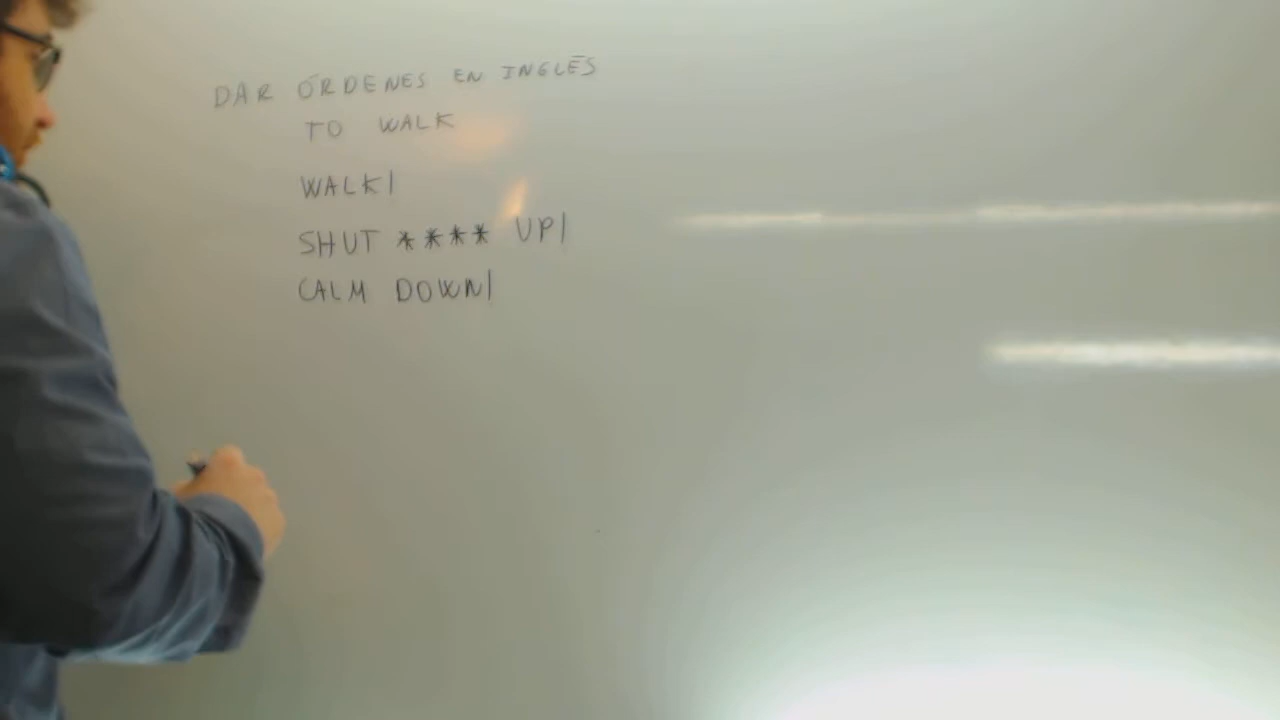 DAR ÓRDENES EN INGLÉS
TO WALK
WALK!
SHUT **** UP!
CALM DOWN!